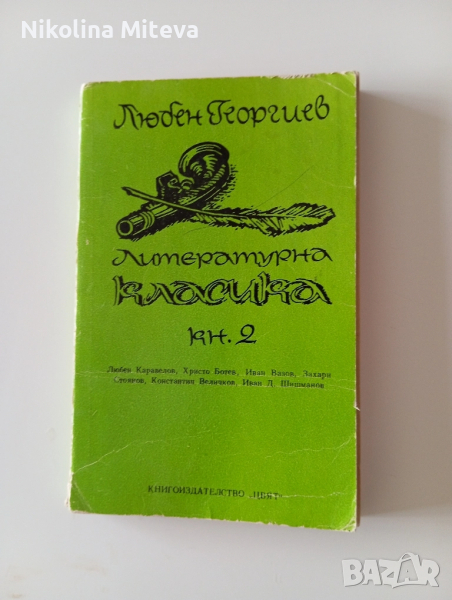 Nikolina Miteva
Любен Георгиев
Литературна
класика
кн. 2
Любен Каравелов, Христо Ботев, Иван Вазов, Захари
Стоянов, Константин Величков, Иван Д. Шишманов
КНИГОИЗДАТЕЛСТВО „ЦВЯТ“
BAZAR